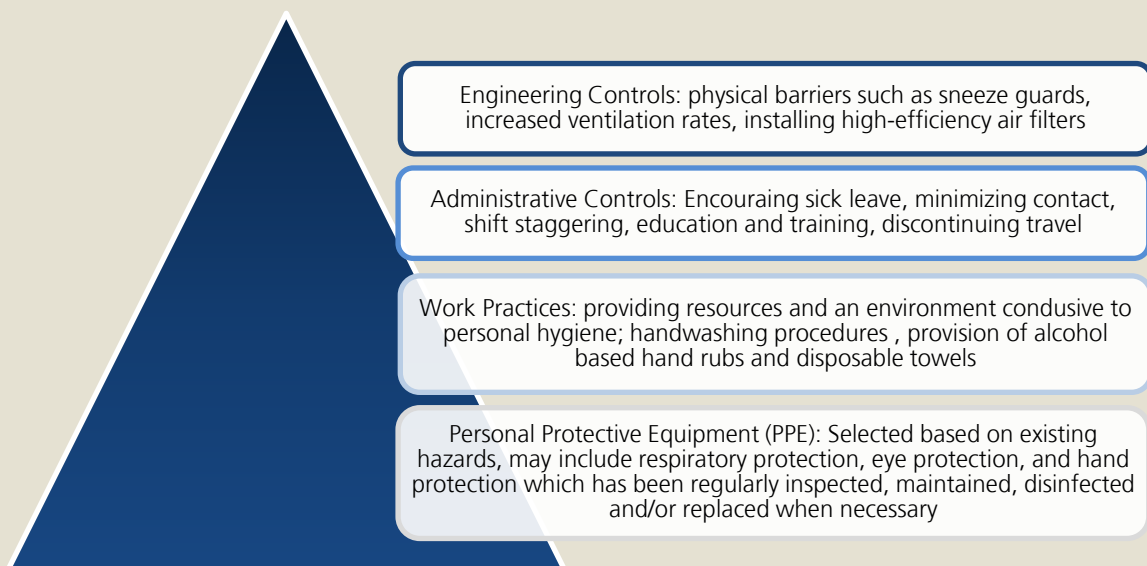 Engineering Controls: physical barriers such as sneeze guards,
increased ventilation rates, installing high-efficiency air filters
Administrative Controls: Encouraing sick leave, minimizing contact,
shift staggering, education and training, discontinuing travel
Work Practices: providing resources and an environment condusive to
personal hygiene; handwashing procedures , provision of alcohol
based hand rubs and disposable towels
Personal Protective Equipment (PPE): Selected based on existing
hazards, may include respiratory protection, eye protection, and hand
protection which has been regularly inspected, maintained, disinfected
and/or replaced when necessary